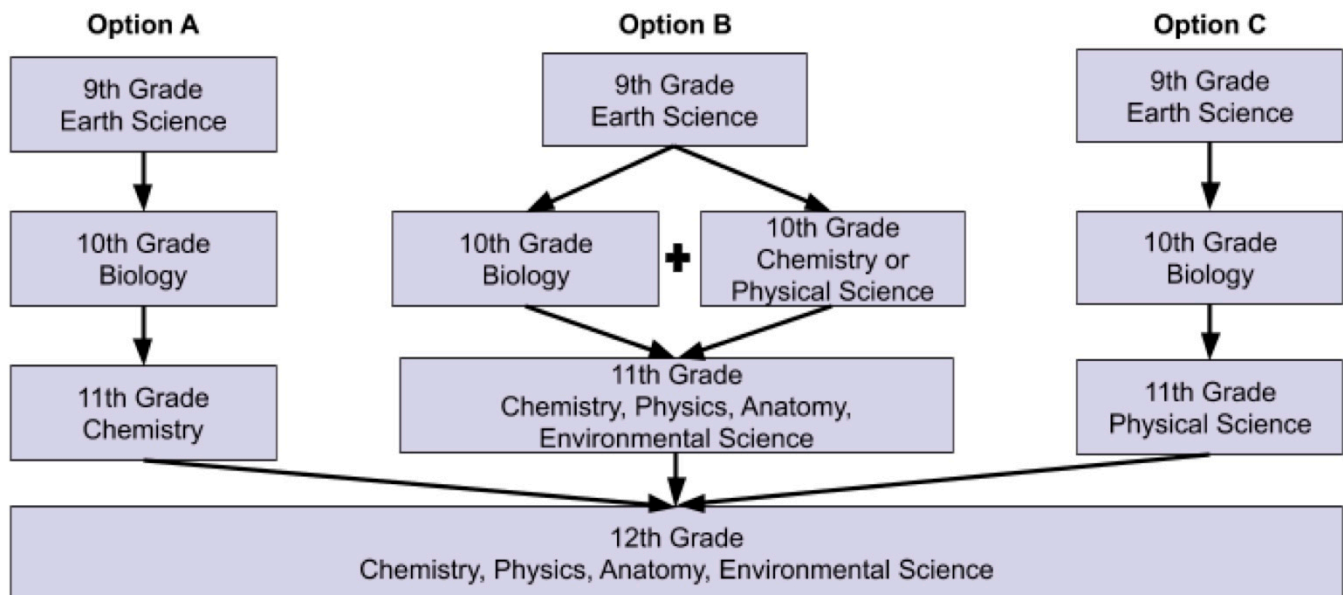 Option A
Option B
Option C
9th Grade
Earth Science
9th Grade
Earth Science
9th Grade
Earth Science
10th Grade
Biology
10th Grade
Biology
10th Grade
Chemistry or
Physical Science
10th Grade
Biology
11th Grade
Chemistry
11th Grade
Chemistry, Physics, Anatomy,
Environmental Science
11th Grade
Physical Science
12th Grade
Chemistry, Physics, Anatomy, Environmental Science